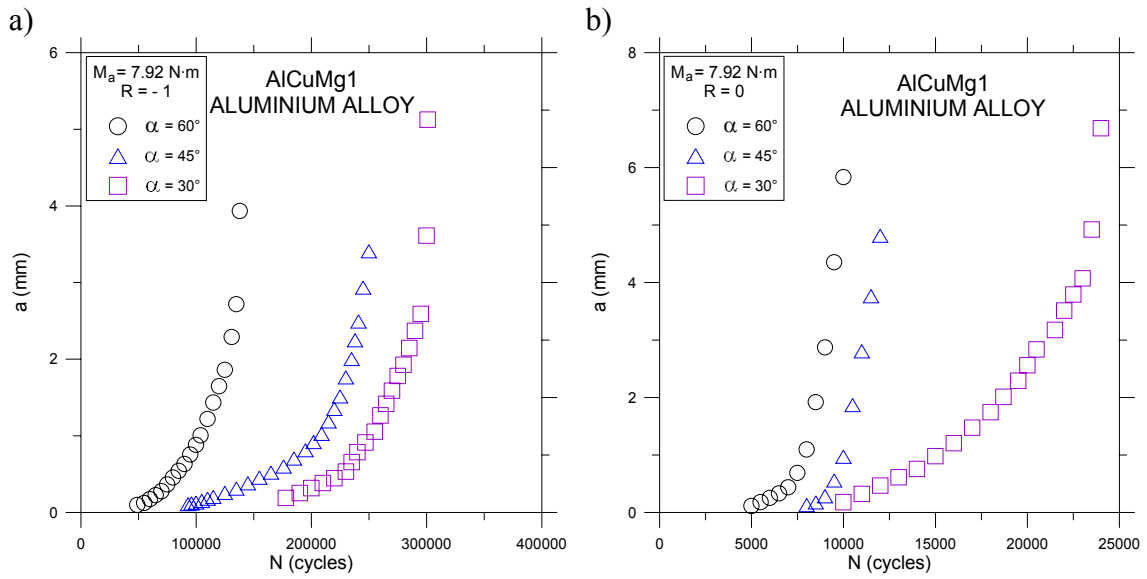 a)
6
4
2
0
a (mm)
M_a = 7.92 N·m
R = - 1
α = 60°
α = 45°
α = 30°
AlCuMg1
ALUMINIUM ALLOY
0 100000 200000 300000 400000
N (cycles)
b)
8
6
4
2
0
a (mm)
M_a = 7.92 N·m
R = 0
α = 60°
α = 45°
α = 30°
AlCuMg1
ALUMINIUM ALLOY
0 5000 10000 15000 20000 25000
N (cycles)